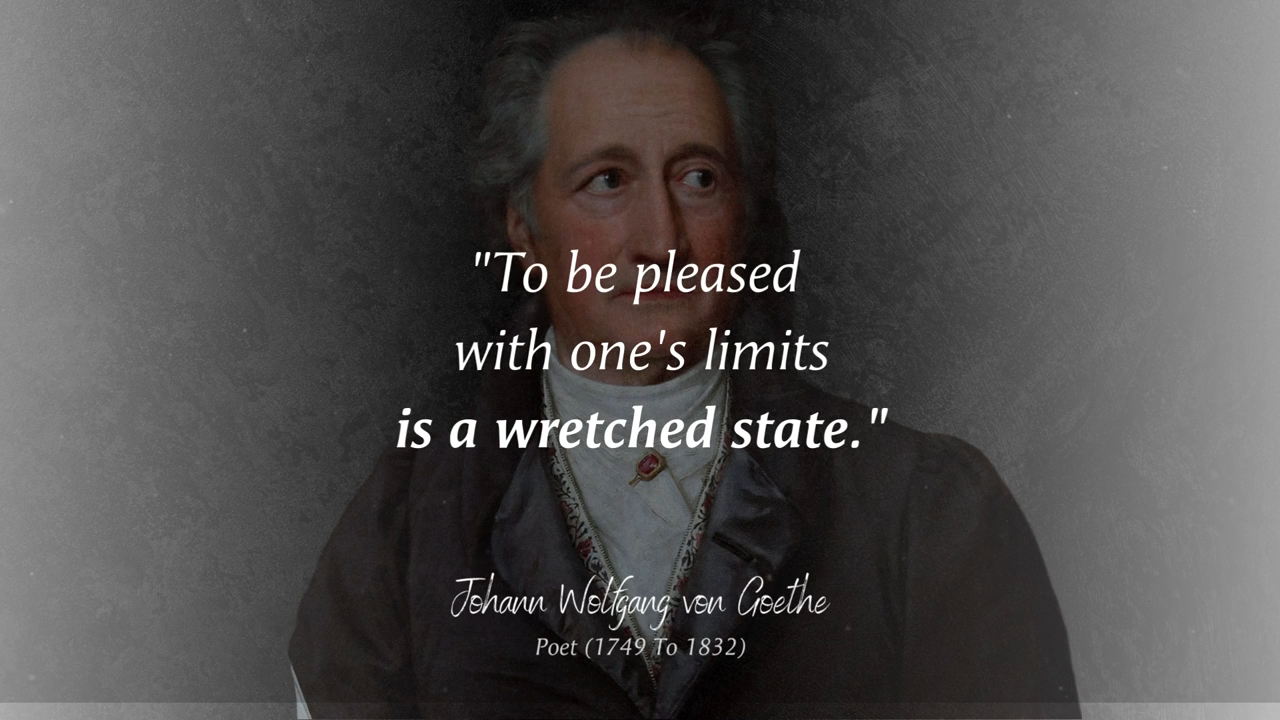 "To be pleased
with one's limits
is a wretched state."
Johann Wolfgang von Goethe
Poet (1749 To 1832)